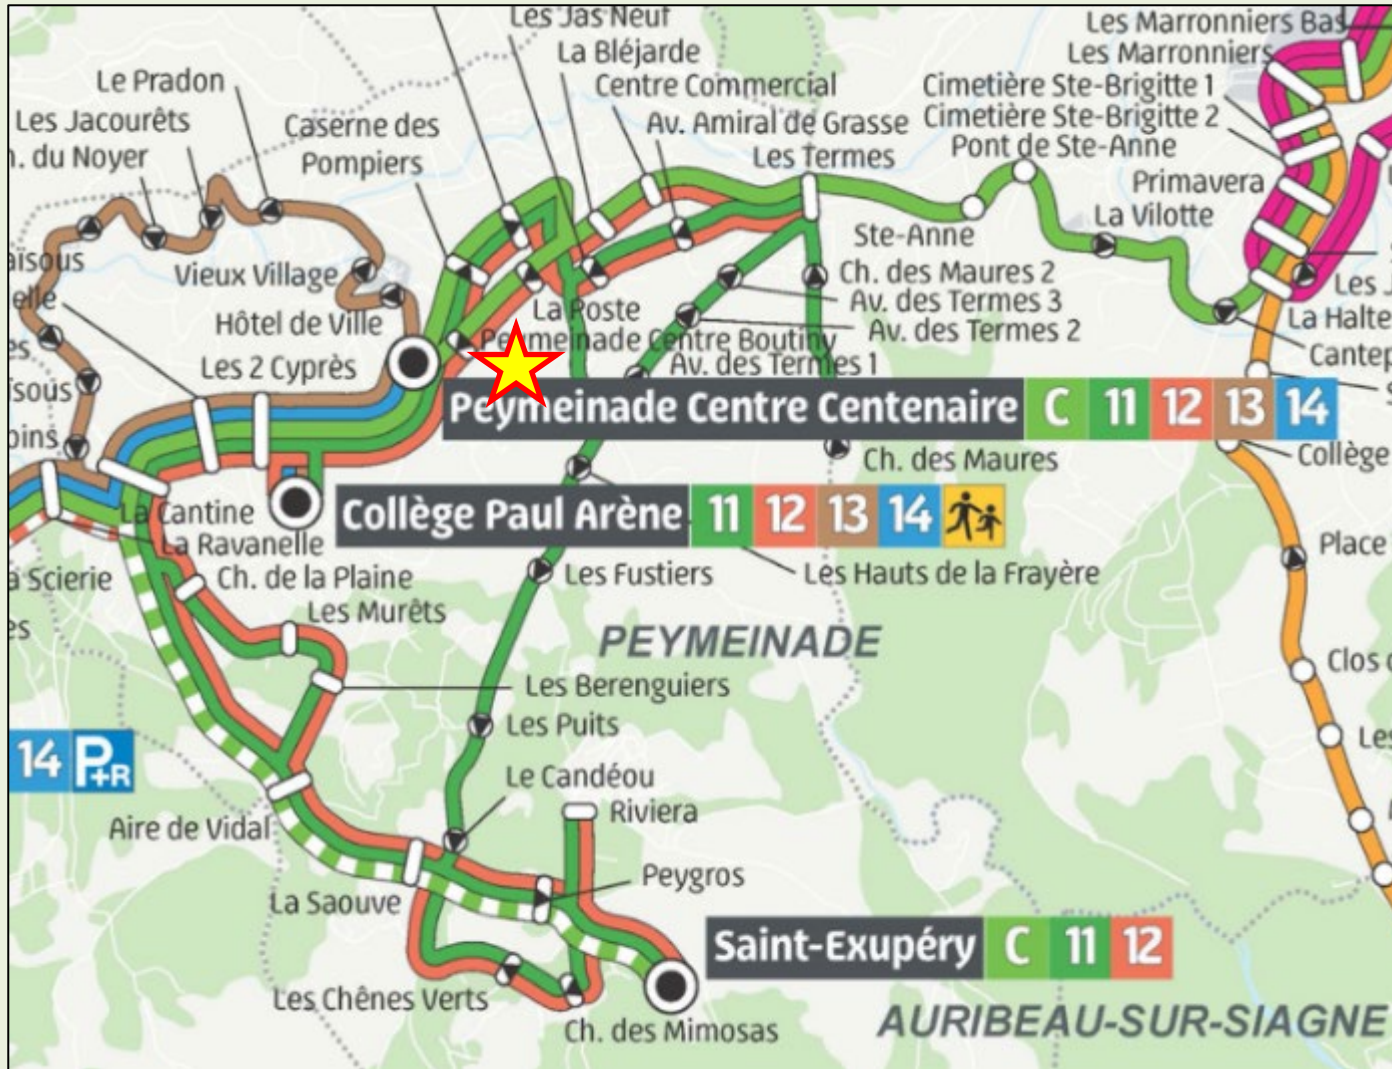 Les Jas Neuf
La Bléjarde
Centre Commercial
Av. Amiral de Grasse
Les Termes
Les Marronniers Bas
Les Marronniers
Cimetière Ste-Brigitte 1
Cimetière Ste-Brigitte 2
Pont de Ste-Anne
Primavera
La Vilotte
Le Pradon
Les Jacourêts
. du Noyer
Caserne des
Pompiers
Vieux Village
Hôtel de Ville
Les 2 Cyprès
La Poste
Peymeinade Centre Boutiny
Av. des Termes 1
Ste-Anne
Ch. des Maures 2
Av. des Termes 3
Av. des Termes 2
La Halte
Peymeinade Centre Centenaire C 11 12 13 14
Ch. des Maures
Collège
Collège Paul Arène 11 12 13 14
La Cantine
La Ravanelle
Scierie
Ch. de la Plaine
Les Murêts
Les Fustiers
Les Hauts de la Frayère
Place
Clos
PEYMEINADE
Les Berenguiers
Les Puits
14 P+R
Le Candéou
Riviera
Aire de Vidal
Peygros
La Saouve
Saint-Exupéry C 11 12
Les Chênes Verts
Ch. des Mimosas
AURIBEAU-SUR-SIAGNE